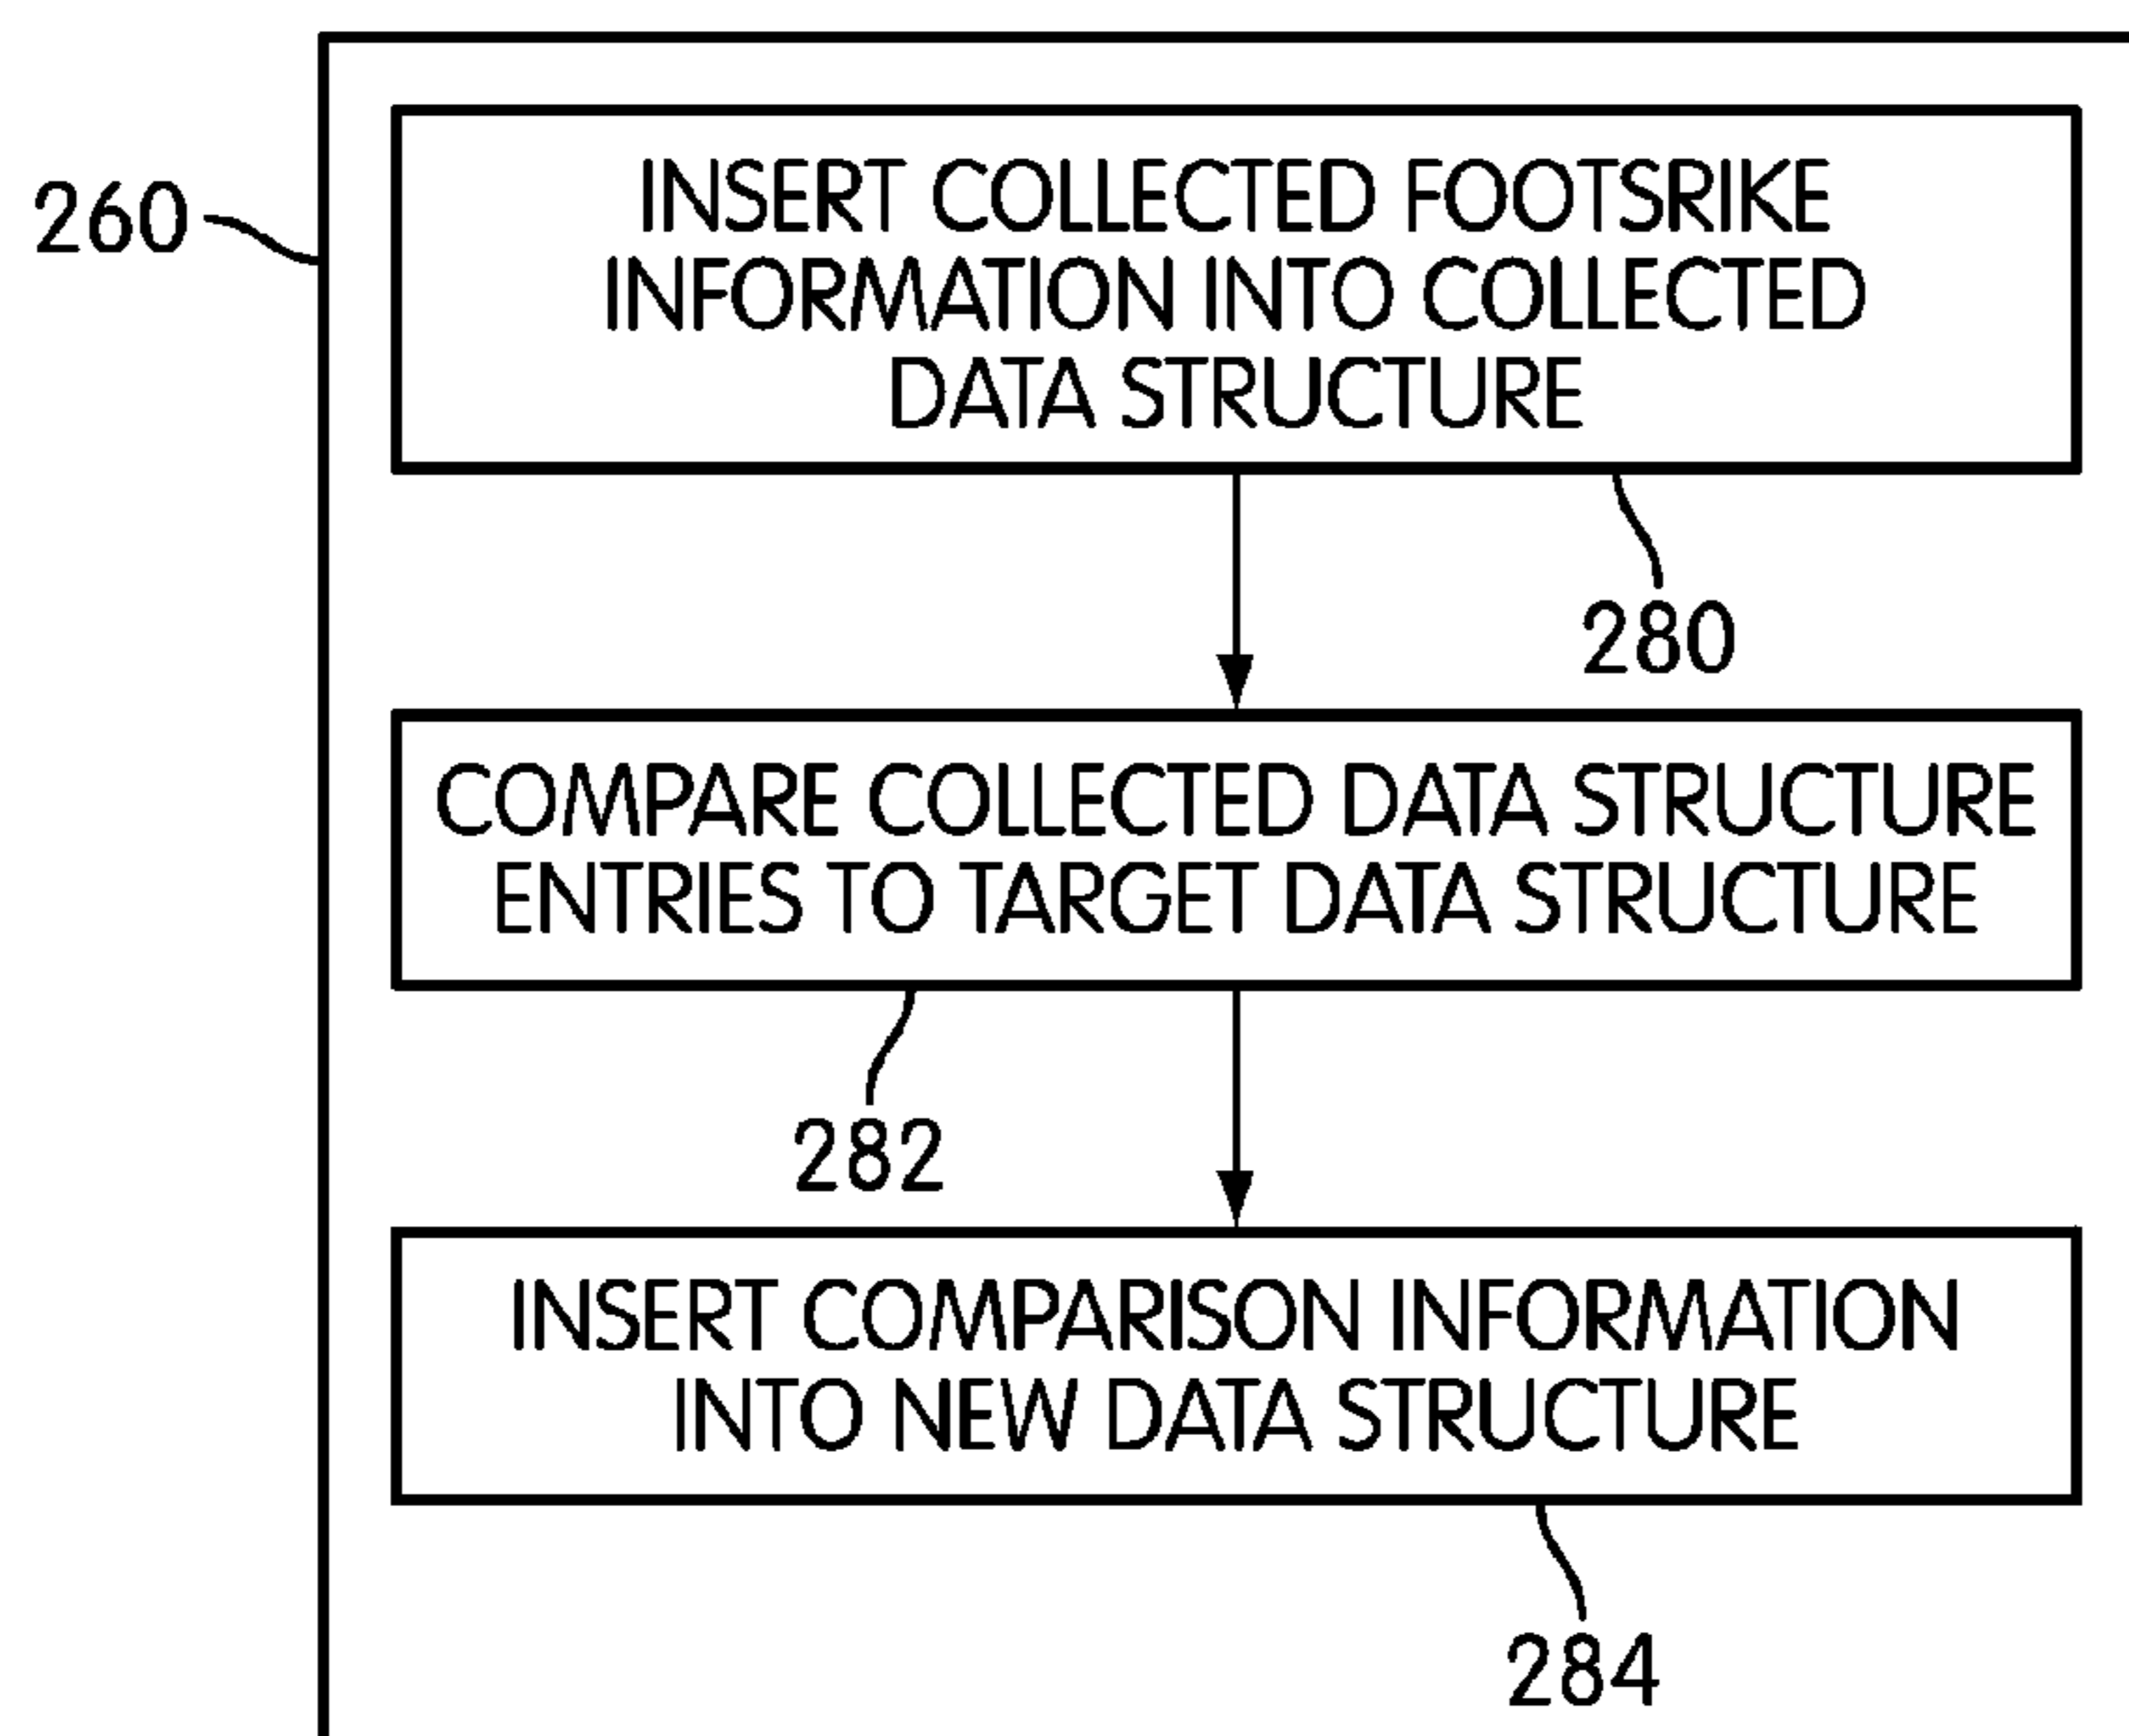 INSERT COLLECTED FOOTSRIKE
INFORMATION INTO COLLECTED
DATA STRUCTURE
260
280
COMPARE COLLECTED DATA STRUCTURE
ENTRIES TO TARGET DATA STRUCTURE
282
INSERT COMPARISON INFORMATION
INTO NEW DATA STRUCTURE
284